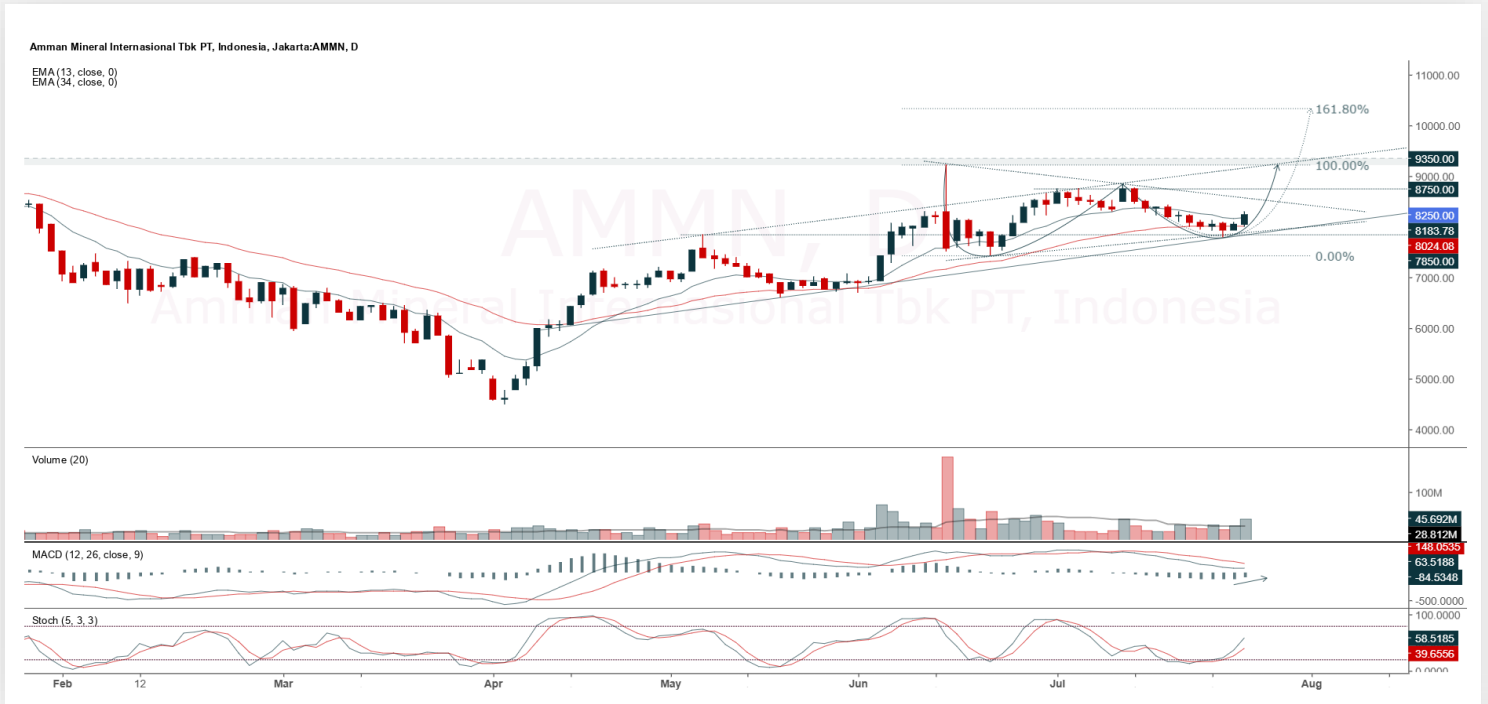 Amman Mineral Internasional Tbk PT, Indonesia, Jakarta:AMMN, D
EMA (13, close, 0)
EMA (34, close, 0)
AMMN, D
Amman Mineral Internasional Tbk PT, Indonesia
161.80%
100.00%
0.00%
11000.00
10000.00
9350.00
9000.00
8750.00
8250.00
8183.78
8024.08
7850.00
7000.00
6000.00
5000.00
4000.00
Volume (20)
100M
45.692M
28.812M
MACD (12, 26, close, 9)
148.0535
63.5188
-84.5348
-500.0000
Stoch (5, 3, 3)
100.0000
58.5185
39.6556
0.0000
Feb
12
Mar
Apr
May
Jun
Jul
Aug